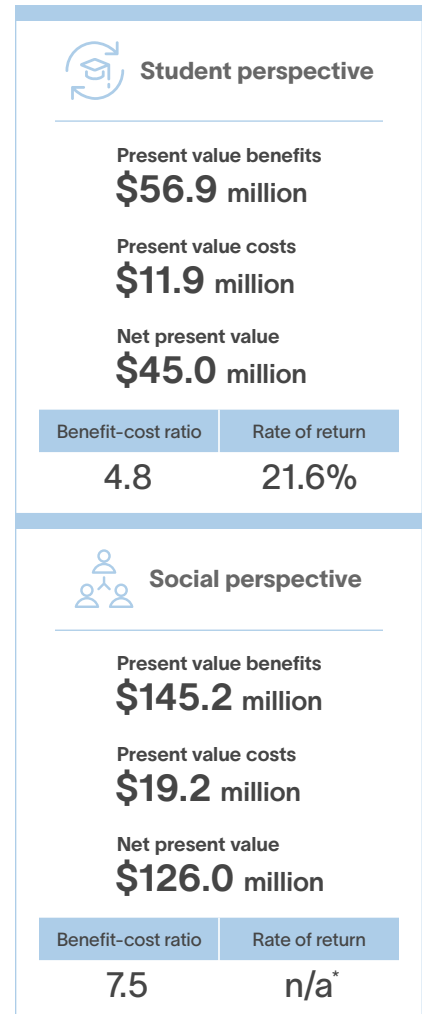 Student perspective
Present value benefits
$56.9 million
Present value costs
$11.9 million
Net present value
$45.0 million
Benefit-cost ratio Rate of return
4.8 21.6%
Social perspective
Present value benefits
$145.2 million
Present value costs
$19.2 million
Net present value
$126.0 million
Benefit-cost ratio Rate of return
7.5 n/a*